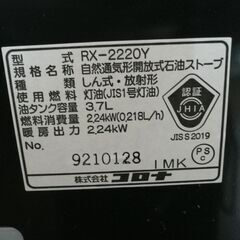 型式 RX-2220Y
規格名称 自然通気形開放式石油ストーブ
種類 しん式・放射形
使用燃料 灯油(JIS1号灯油)
油タンク容量 3.7L
燃料消費量 2.24kW(0.218L/h)
暖房出力 2.24kW
認証
JHIA
JIS S 2019
No. 9210128 IMK
PSC
株式会社コロナ